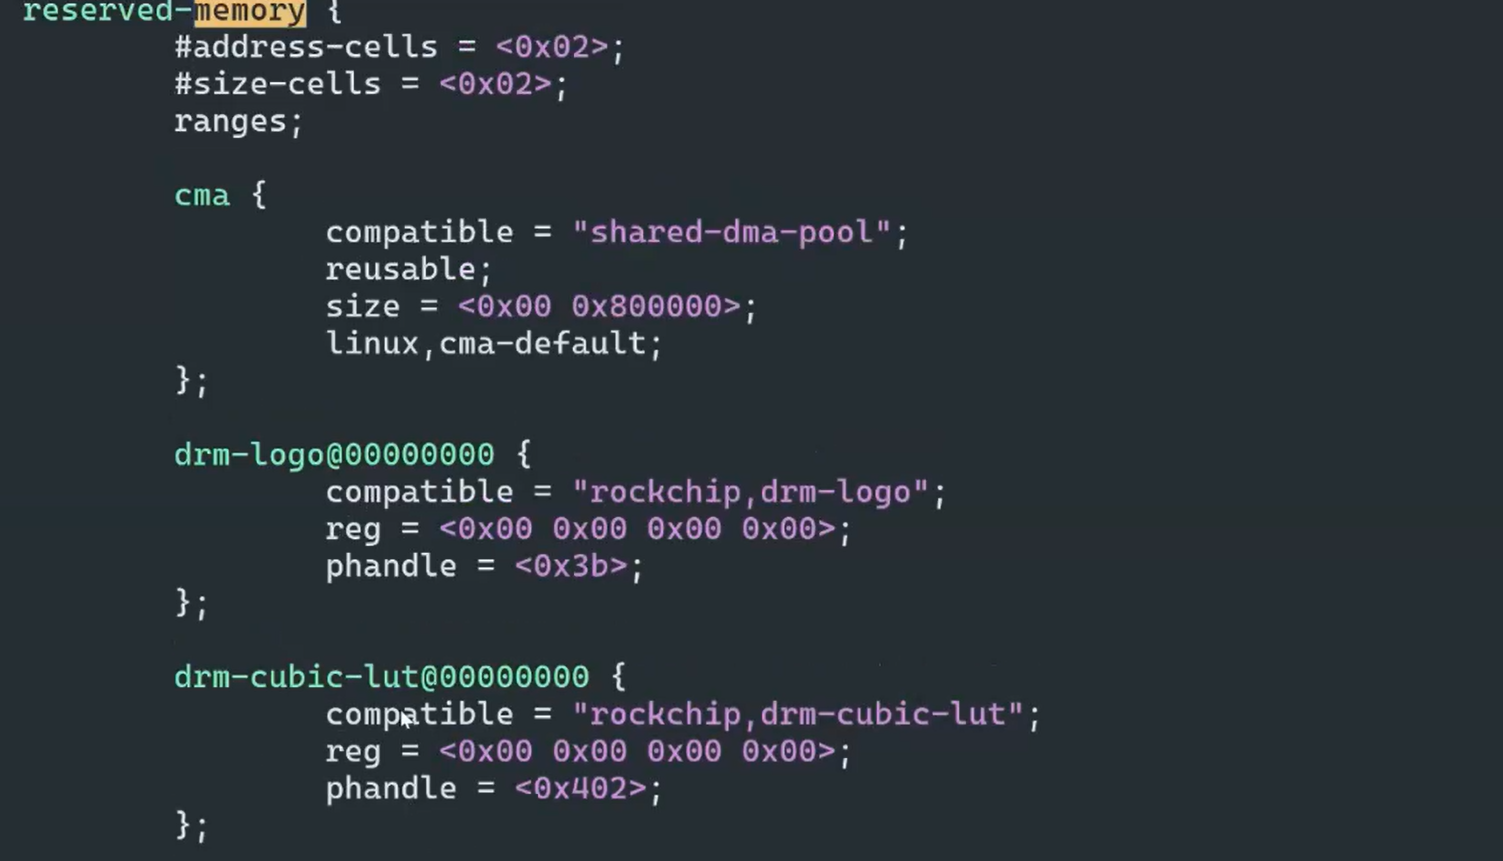 reserved-memory {
#address-cells = <0x02>;
#size-cells = <0x02>;
ranges;
cma {
compatible = "shared-dma-pool";
reusable;
size = <0x00 0x800000>;
linux,cma-default;
};
drm-logo@00000000 {
compatible = "rockchip,drm-logo";
reg = <0x00 0x00 0x00 0x00>;
phandle = <0x3b>;
};
drm-cubic-lut@00000000 {
compatible = "rockchip,drm-cubic-lut";
reg = <0x00 0x00 0x00 0x00>;
phandle = <0x402>;
};